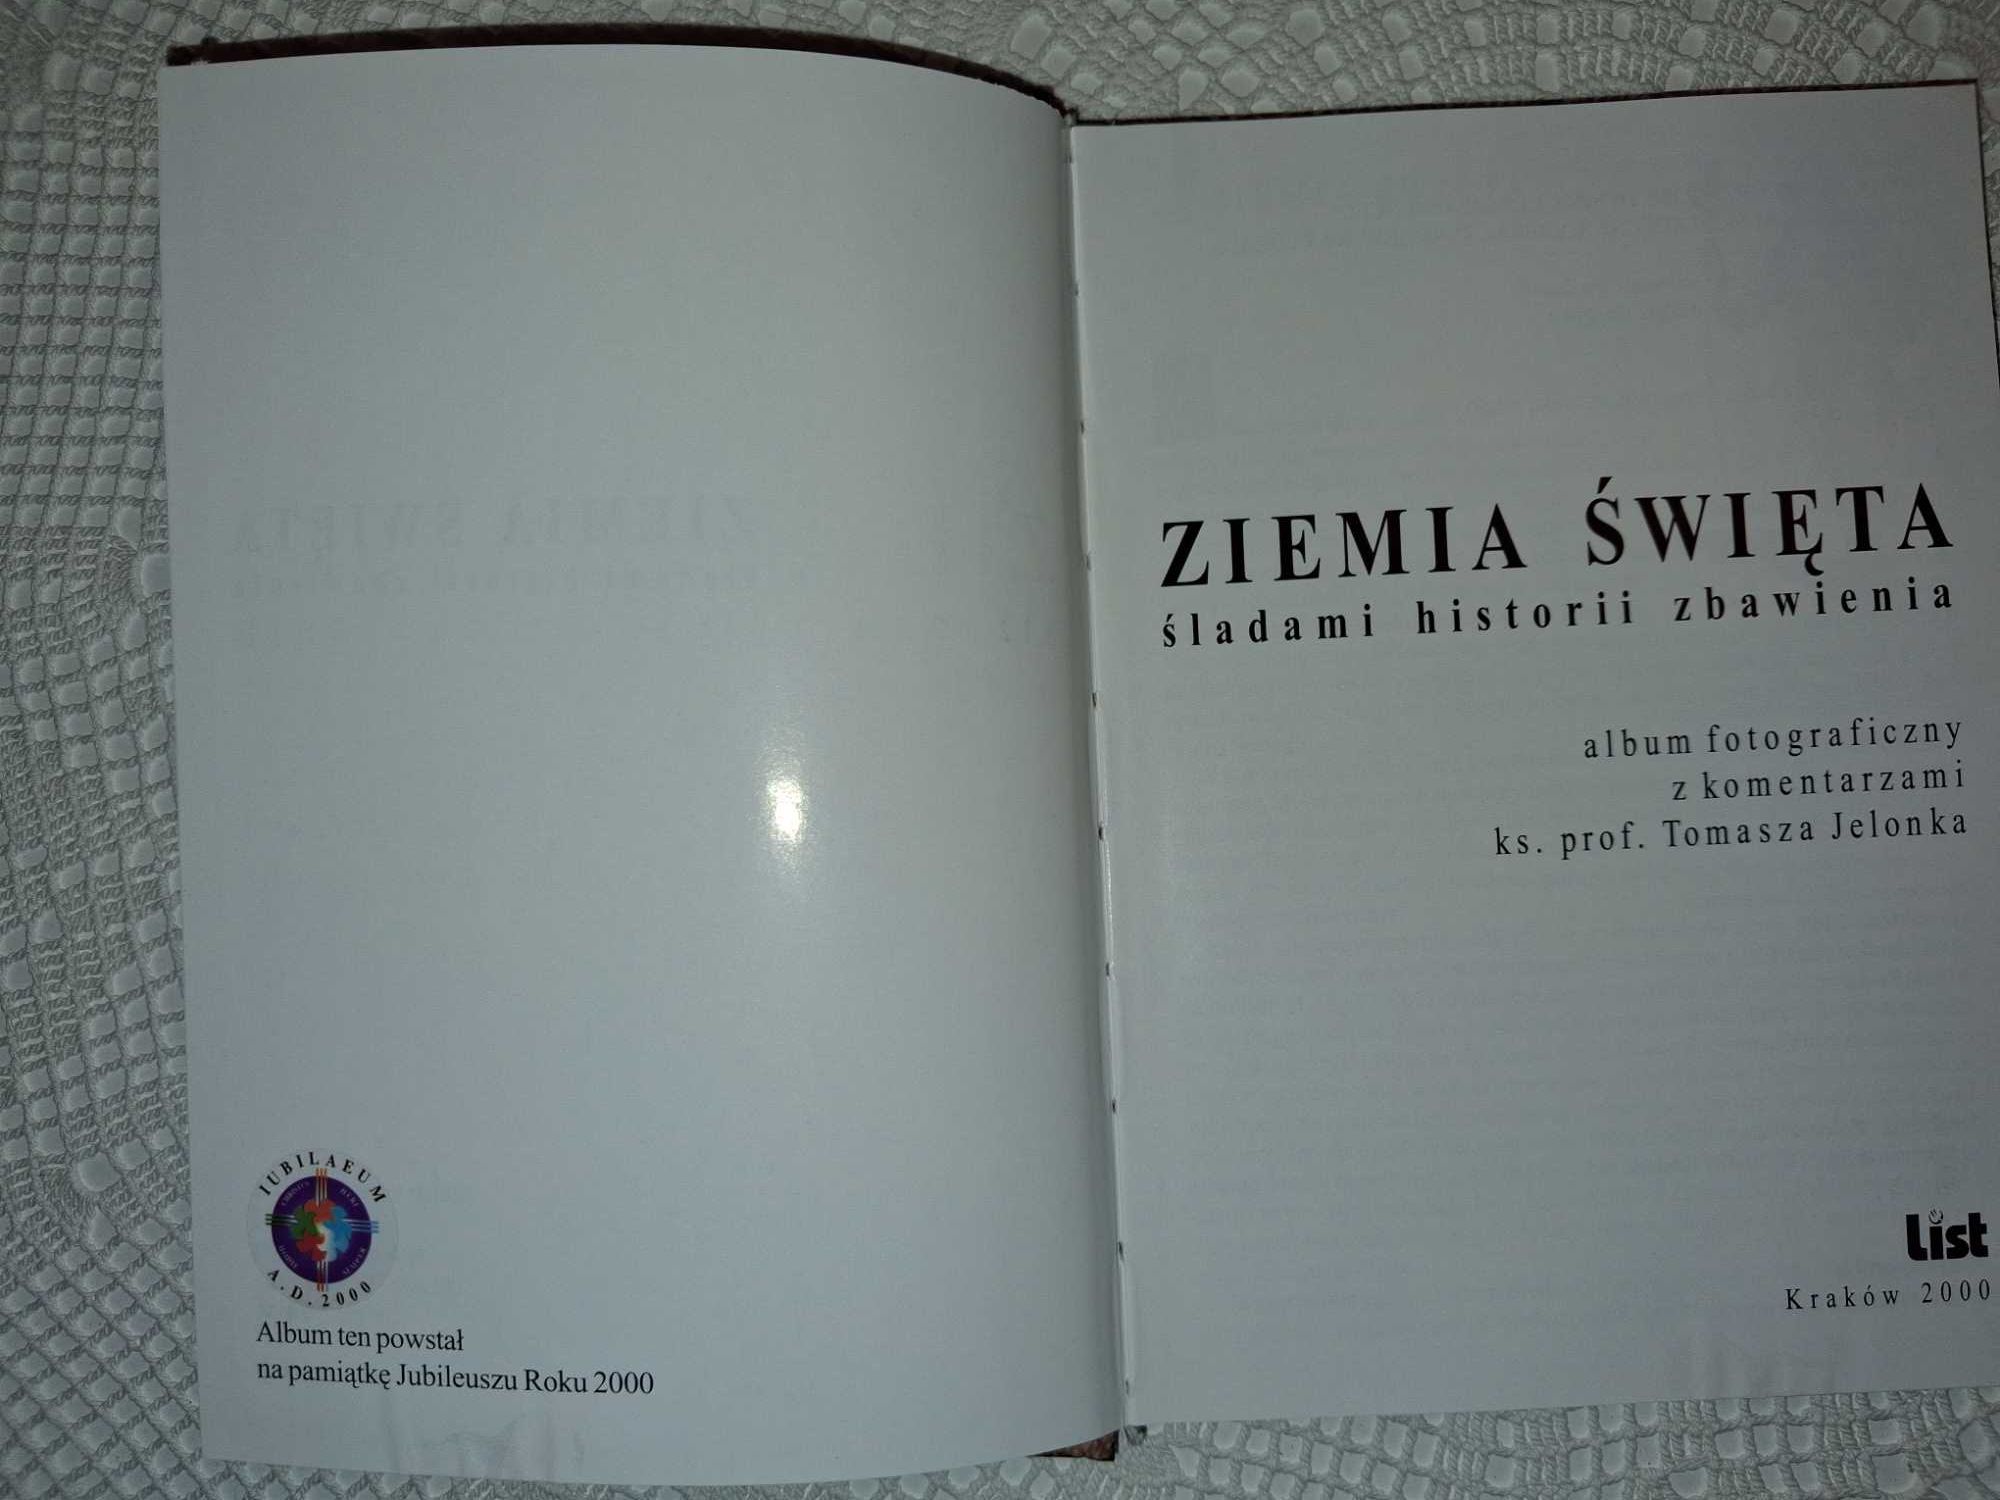 IUBILAEUM
A.D. 2000
Album ten powstał
na pamiątkę Jubileuszu Roku 2000
ZIEMIA ŚWIĘTA
śladami historii zbawienia
album fotograficzny
z komentarzami
ks. prof. Tomasza Jelonka
list
Kraków 2000